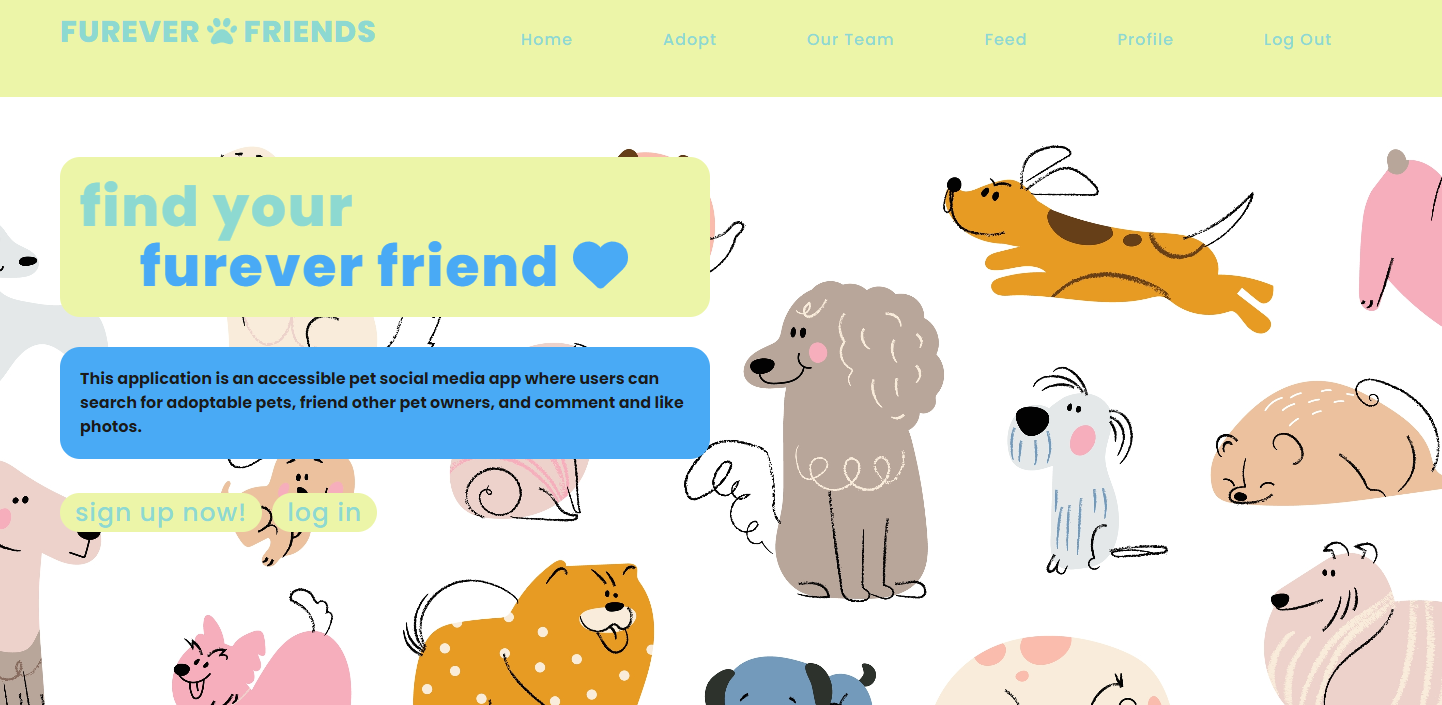 FUREVER FRIENDS
Home Adopt Our Team Feed Profile Log Out
find your
furever friend
This application is an accessible pet social media app where users can
search for adoptable pets, friend other pet owners, and comment and like
photos.
sign up now! log in